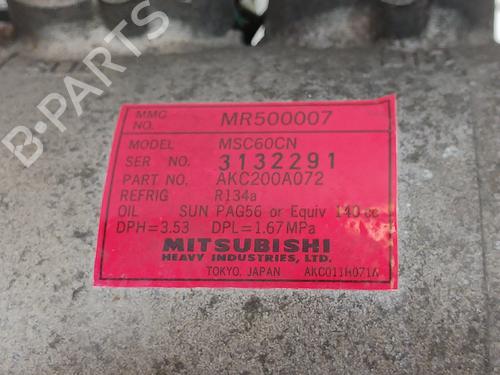 B-PARTS
MMC NO. MR500007
MODEL MSC60CN
SER NO. 3132291
PART NO. AKC200A072
REFRIG R134a
OIL SUN PAG56 or Equiv 140 cc
DPH=3.53 DPL=1.67MPa
MITSUBISHI
HEAVY INDUSTRIES, LTD.
TOKYO, JAPAN AKC011H071A